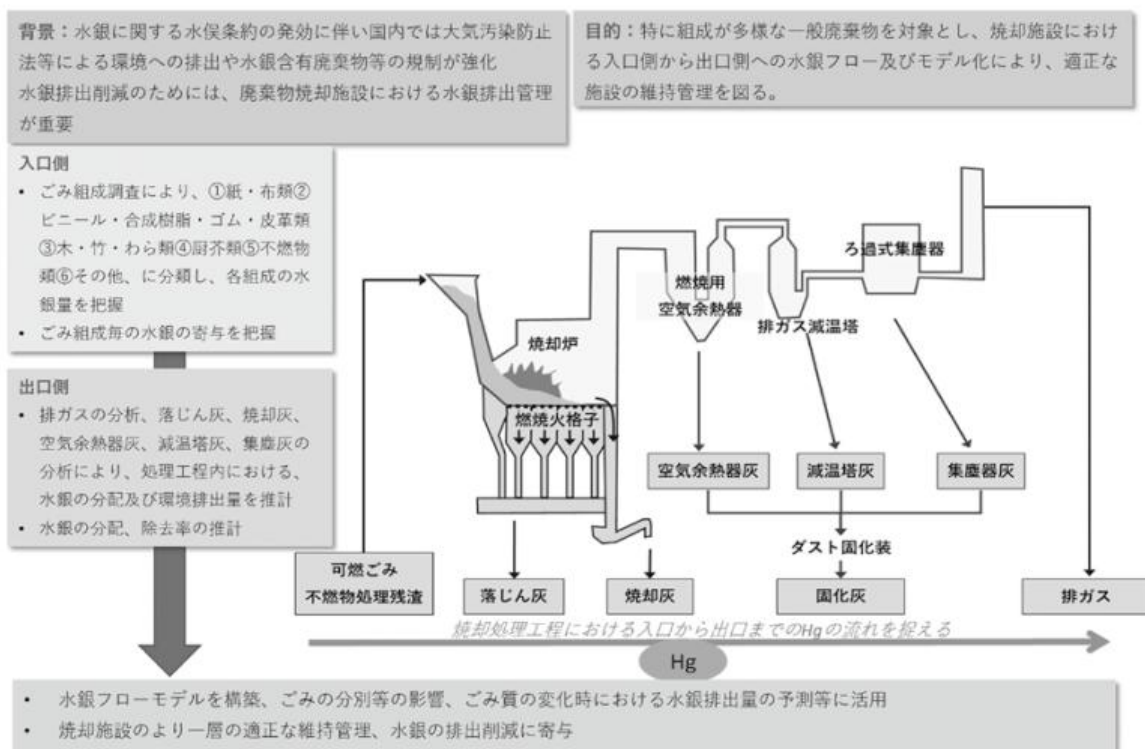 背景：水銀に関する水俣条約の発効に伴い国内では大気汚染防止
法等による環境への排出や水銀含有廃棄物等の規制が強化
水銀排出削減のためには、廃棄物焼却施設における水銀排出管理
が重要
目的：特に組成が多様な一般廃棄物を対象とし、焼却施設におけ
る入口側から出口側への水銀フロー及びモデル化により、適正な
施設の維持管理を図る。
入口側
• ごみ組成調査により、①紙・布類②
ビニール・合成樹脂・ゴム・皮革類
③木・竹・わら類④厨芥類⑤不燃物
類⑥その他、に分類し、各組成の水
銀量を把握
• ごみ組成毎の水銀の寄与を把握
出口側
• 排ガスの分析、落じん灰、焼却灰、
空気余熱器灰、減温塔灰、集塵灰の
分析により、処理工程内における、
水銀の分配及び環境排出量を推計
• 水銀の分配、除去率の推計
ろ過式集塵器
燃焼用
空気余熱器
排ガス減温塔
焼却炉
燃焼火格子
空気余熱器灰
減温塔灰
集塵器灰
ダスト固化装
可燃ごみ
不燃物処理残渣
落じん灰
焼却灰
固化灰
排ガス
焼却処理工程における入口から出口までのHgの流れを捉える
Hg
• 水銀フローモデルを構築、ごみの分別等の影響、ごみ質の変化時における水銀排出量の予測等に活用
• 焼却施設のより一層の適正な維持管理、水銀の排出削減に寄与